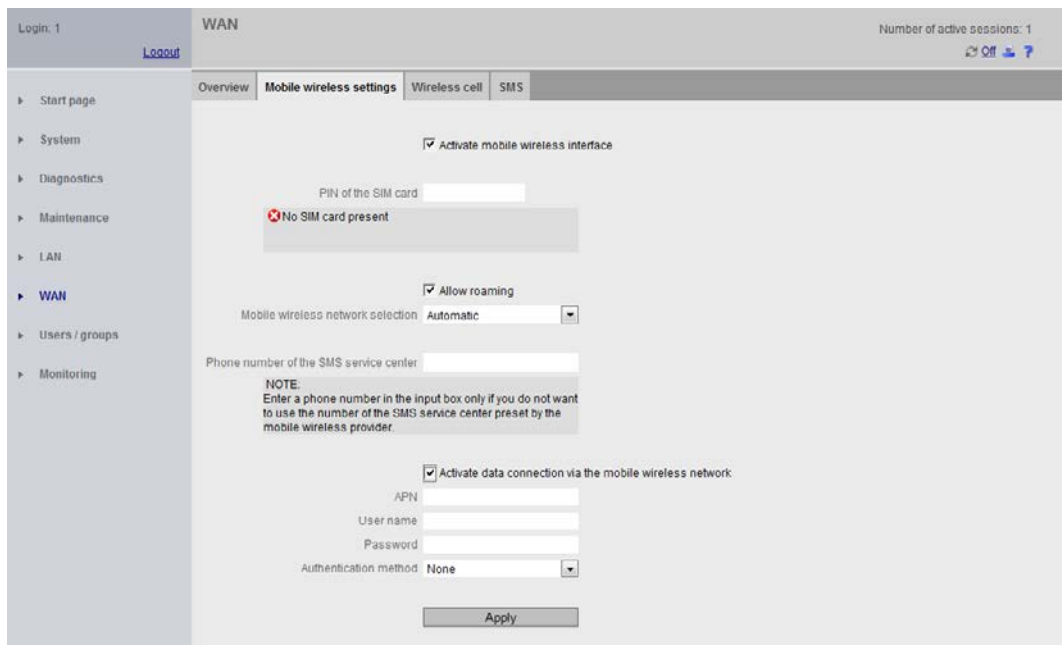 Login: 1
Logout
WAN
Number of active sessions: 1
Off ?
Start page
System
Diagnostics
Maintenance
LAN
WAN
Users / groups
Monitoring
Overview Mobile wireless settings Wireless cell SMS
Activate mobile wireless interface
PIN of the SIM card
No SIM card present
Allow roaming
Mobile wireless network selection Automatic
Phone number of the SMS service center
NOTE:
Enter a phone number in the input box only if you do not want
to use the number of the SMS service center preset by the
mobile wireless provider.
Activate data connection via the mobile wireless network
APN
User name
Password
Authentication method None
Apply